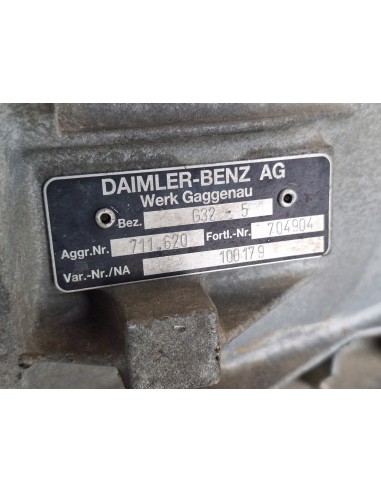 DAIMLER-BENZ AG
Werk Gaggenau
Bez. G32 - 5
Aggr.Nr. 711.620 Fortl.-Nr. 704904
Var.-Nr./NA 100179